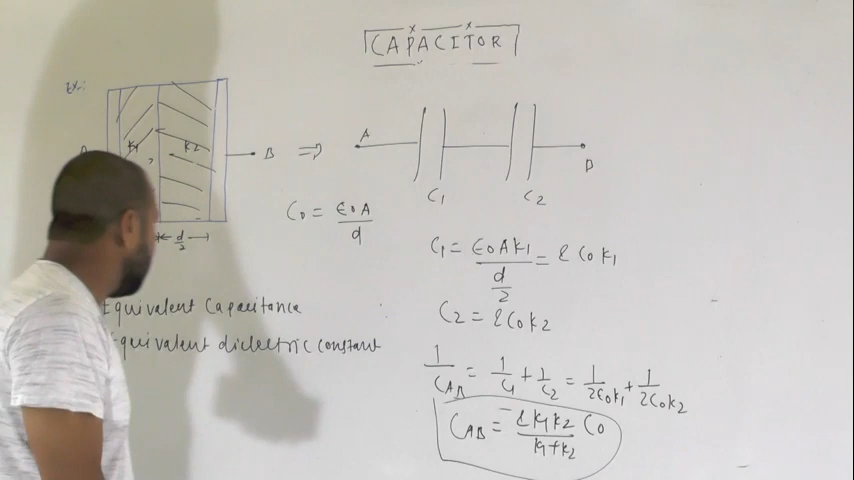 CAPACITOR
Ex:
K1 K2
B ⇒ A B
C1 C2
d/2
C0 = ε0A/d
C1 = ε0AK1/(d/2) = 2C0K1
C2 = 2C0K2
Equivalent Capacitance
Equivalent dielectric constant
1/CAB = 1/C1 + 1/C2 = 1/2C0K1 + 1/2C0K2
CAB = 2K1K2/K1+K2 C0